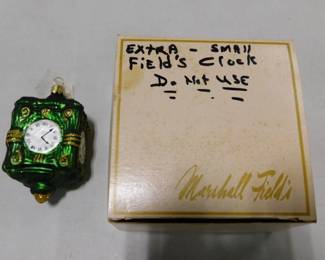 EXTRA - SMALL
FiELD'S CLOCK
Do Not USE
Marshall Field's